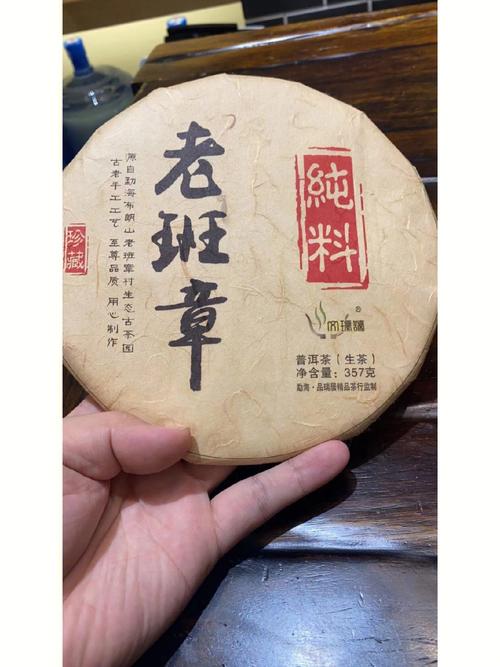 老班章
源自勐海布朗山老班章村生态古茶园
古老手工工艺 至尊品质 用心制作
珍藏
純料
®
普洱茶（生茶）
净含量：357克
勐海·品瑞臻精品茶行监制